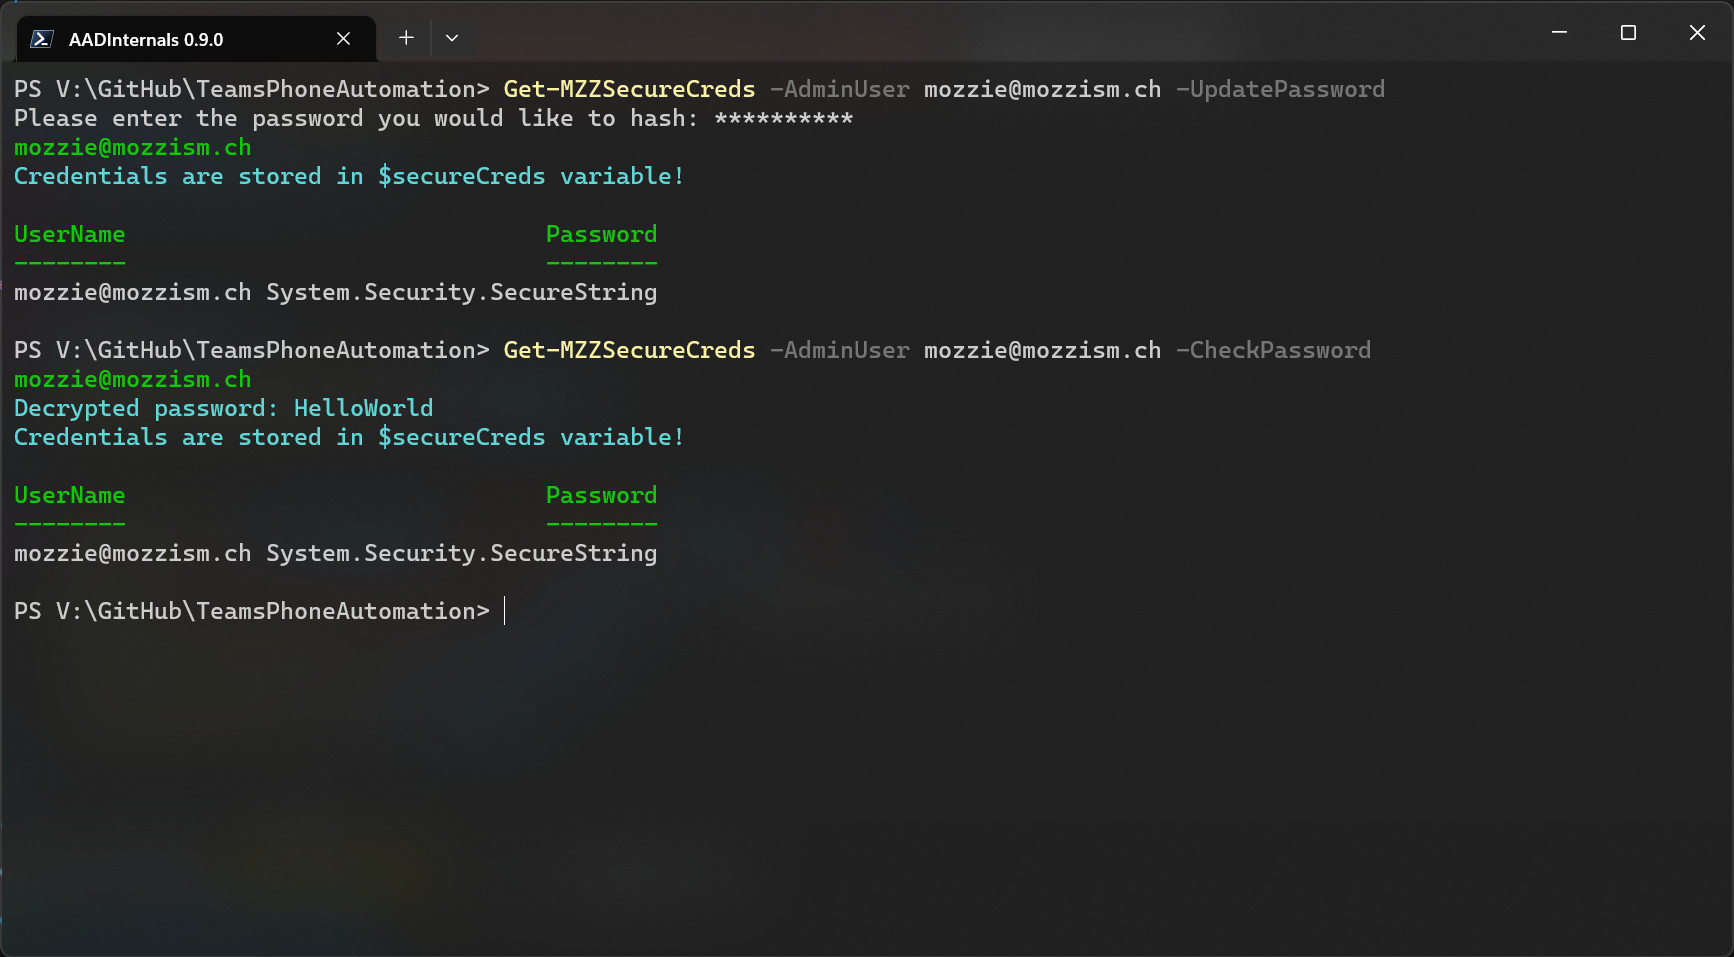 AADInternals 0.9.0
PS V:\GitHub\TeamsPhoneAutomation> Get-MZZSecureCreds -AdminUser mozzie@mozzism.ch -UpdatePassword
Please enter the password you would like to hash: **********
mozzie@mozzism.ch
Credentials are stored in $secureCreds variable!
UserName                              Password
--------                              --------
mozzie@mozzism.ch System.Security.SecureString
PS V:\GitHub\TeamsPhoneAutomation> Get-MZZSecureCreds -AdminUser mozzie@mozzism.ch -CheckPassword
mozzie@mozzism.ch
Decrypted password: HelloWorld
Credentials are stored in $secureCreds variable!
UserName                              Password
--------                              --------
mozzie@mozzism.ch System.Security.SecureString
PS V:\GitHub\TeamsPhoneAutomation>